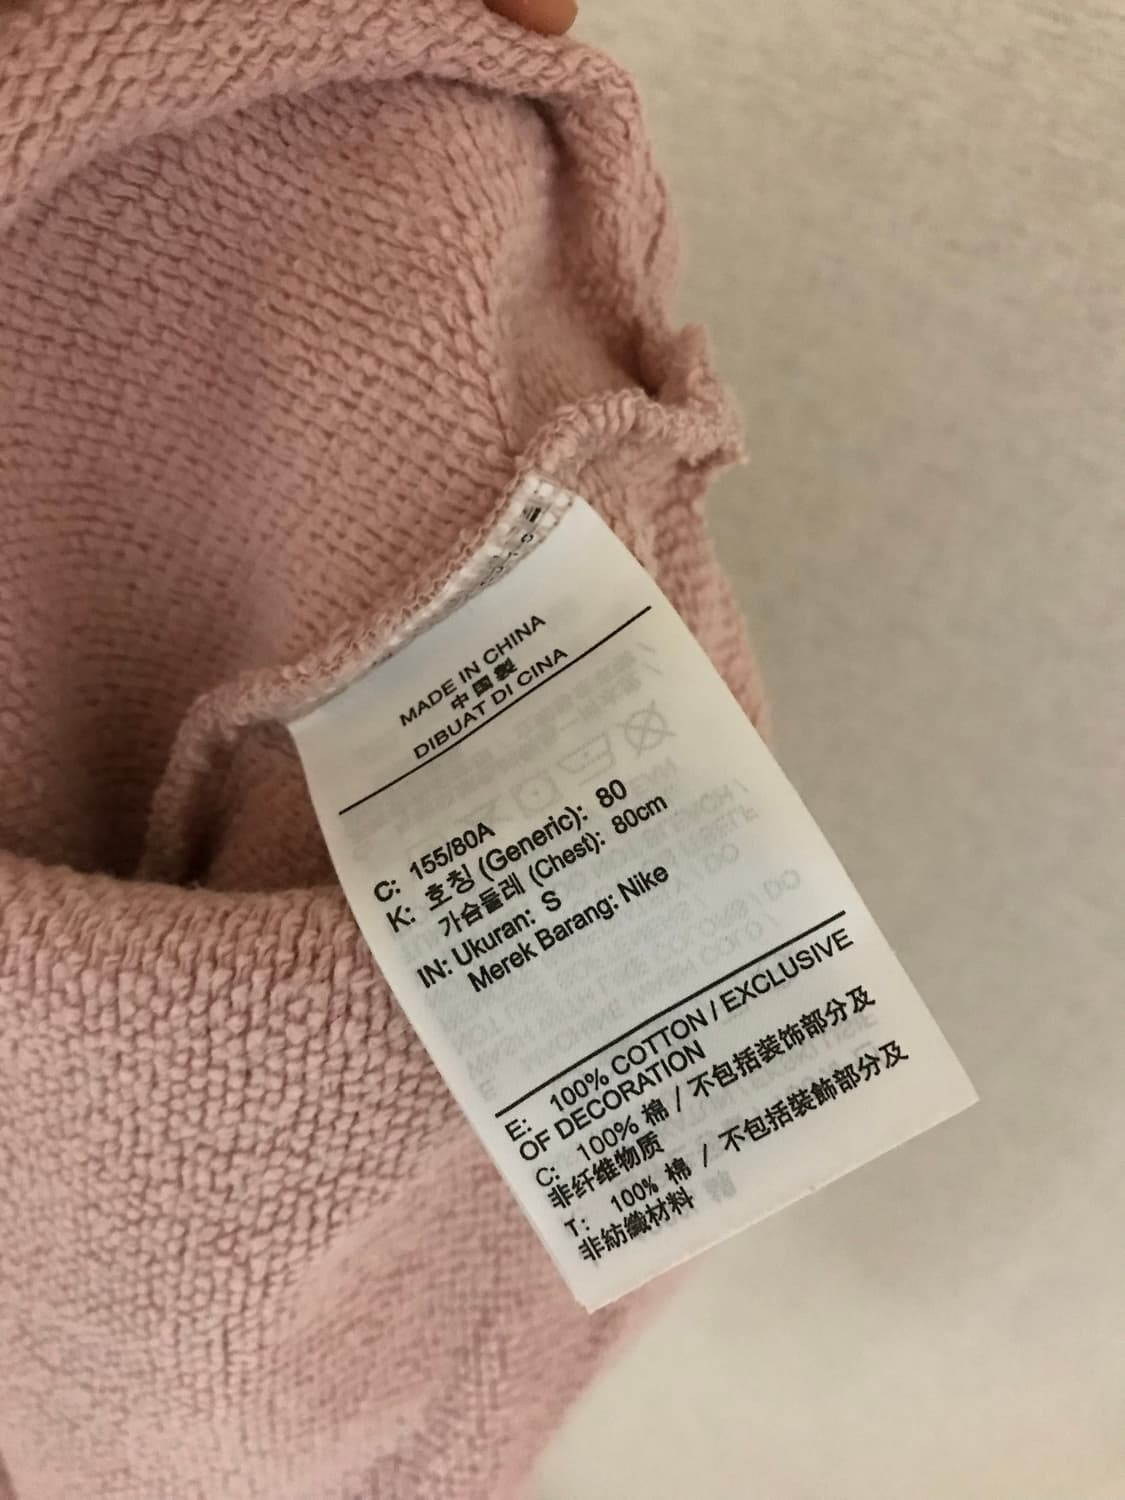 MADE IN CHINA
中国製
DIBUAT DI CINA
C: 155/80A
K: 호칭 (Generic): 80
가슴둘레 (Chest): 80cm
IN: Ukuran: S
Merek Barang: Nike
E: 100% COTTON / EXCLUSIVE
OF DECORATION
C: 100% 棉 / 不包括装饰部分及
非纤维物质
T: 100% 棉 / 不包括裝飾部分及
非紡織材料